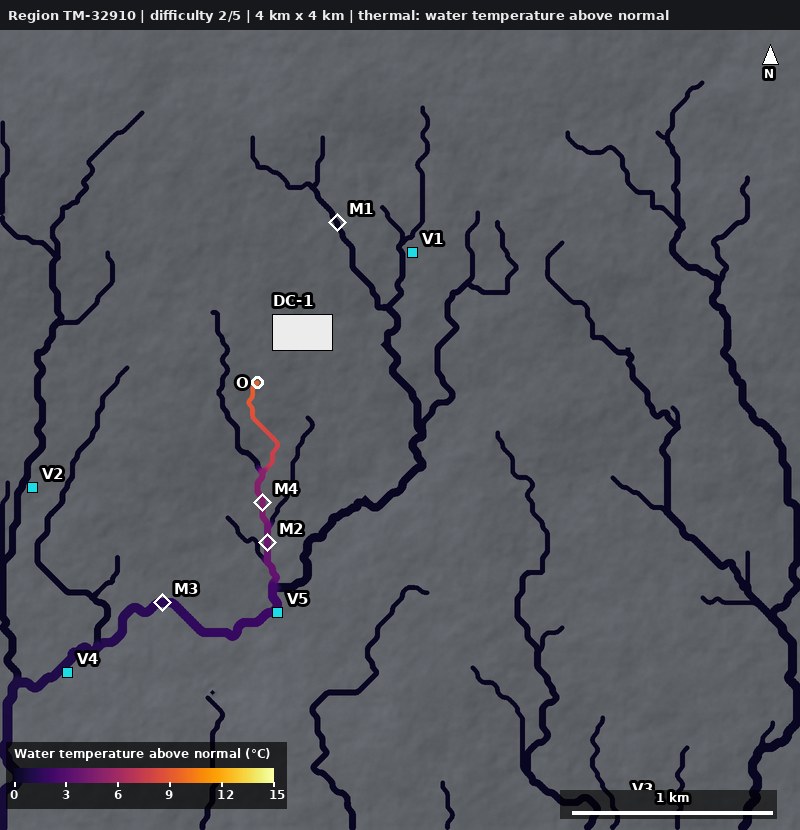 Region TM-32910 | difficulty 2/5 | 4 km x 4 km | thermal: water temperature above normal
N
M1
V1
DC-1
O
V2
M4
M2
M3
V5
V4
Water temperature above normal (°C)
0 3 6 9 12 15
V3
1 km